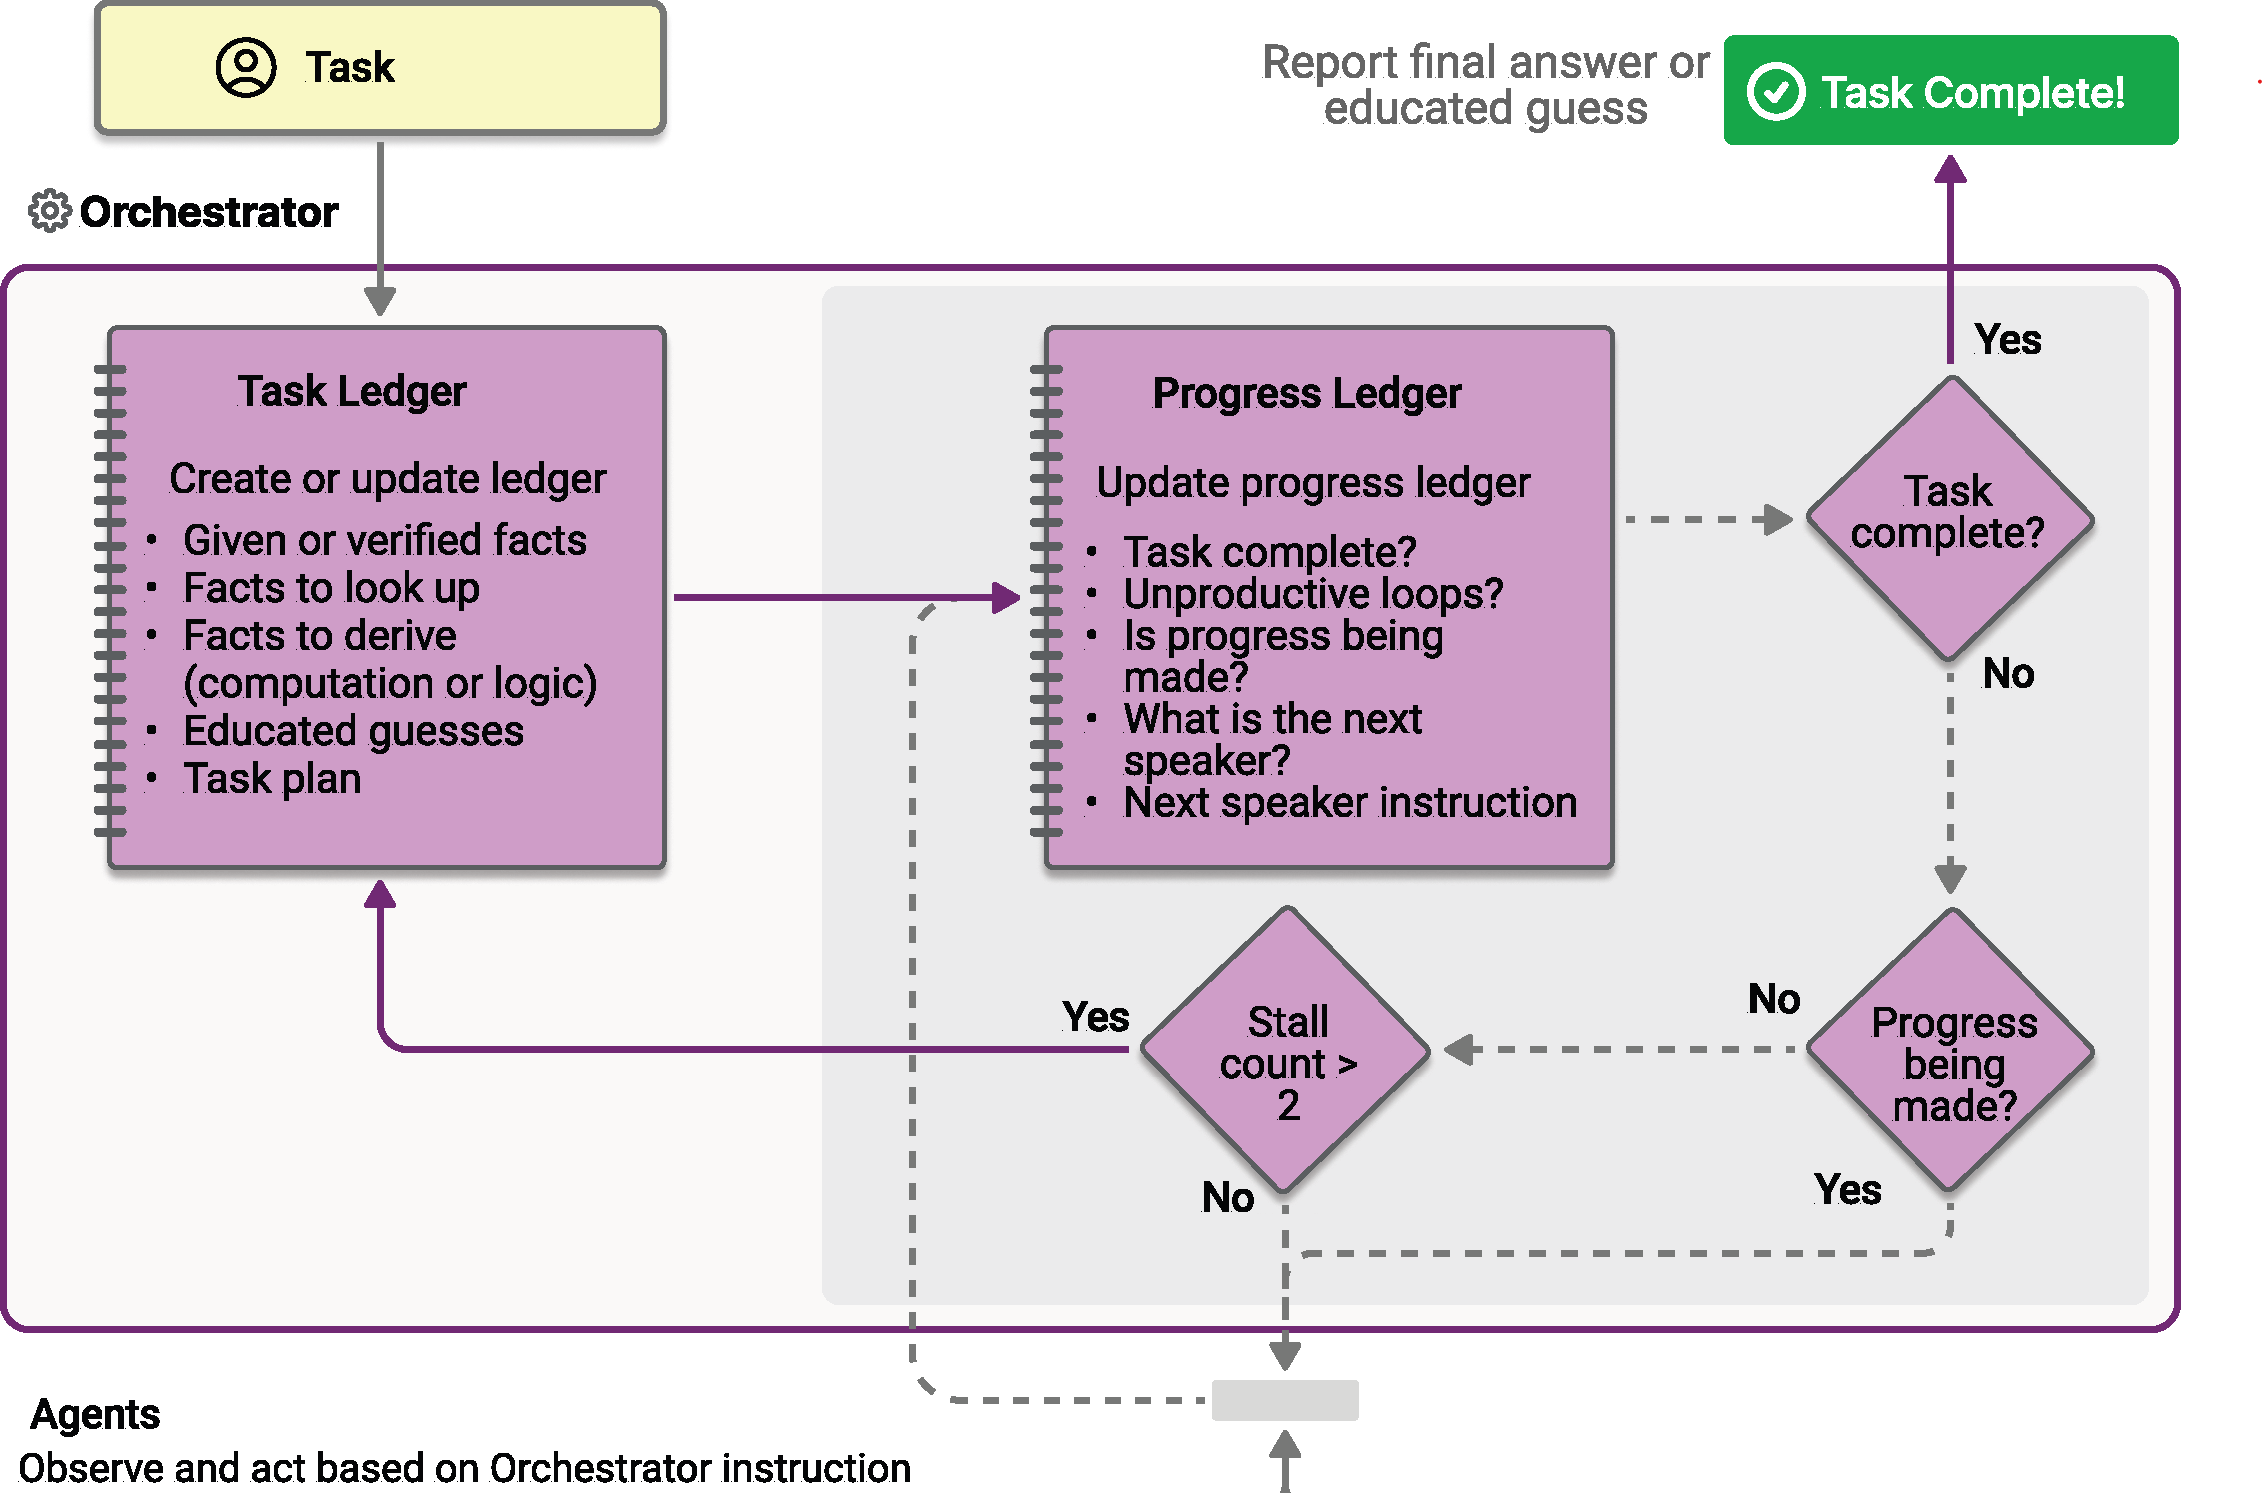 Task
Report final answer or
educated guess
Task Complete!
Orchestrator
Task Ledger
Create or update ledger
• Given or verified facts
• Facts to look up
• Facts to derive
(computation or logic)
• Educated guesses
• Task plan
Progress Ledger
Update progress ledger
• Task complete?
• Unproductive loops?
• Is progress being
made?
• What is the next
speaker?
• Next speaker instruction
Yes
Task
complete?
No
Progress
being
made?
No
Yes
Stall
count >
2
Yes
No
Agents
Observe and act based on Orchestrator instruction